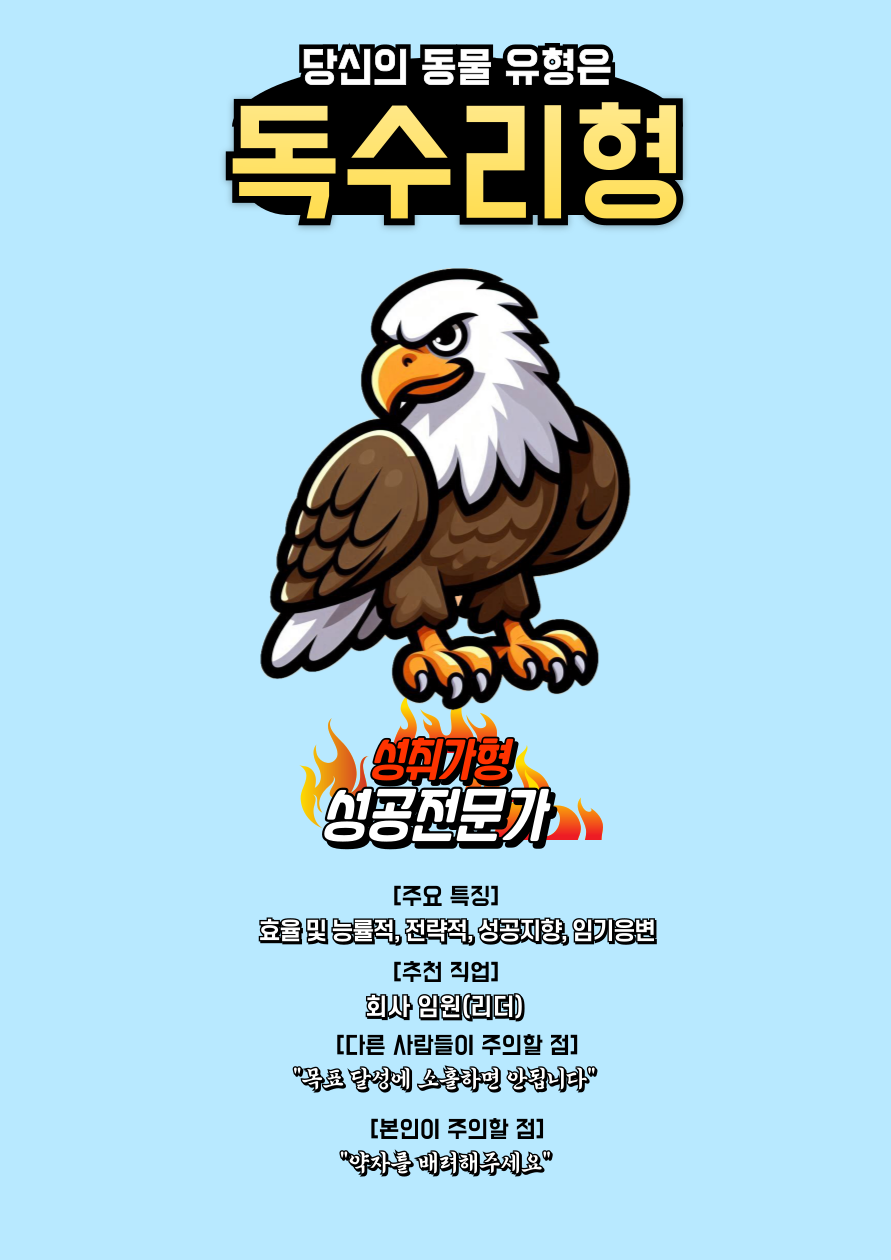 당신의 동물 유형은
독수리형
성취가형
성공전문가
[주요 특징]
효율 및 능률적, 전략적, 성공지향, 임기응변
[추천 직업]
회사 임원(리더)
[다른 사람들이 주의할 점]
"목표 달성에 소홀하면 안됩니다"
[본인이 주의할 점]
"약자를 배려해주세요"